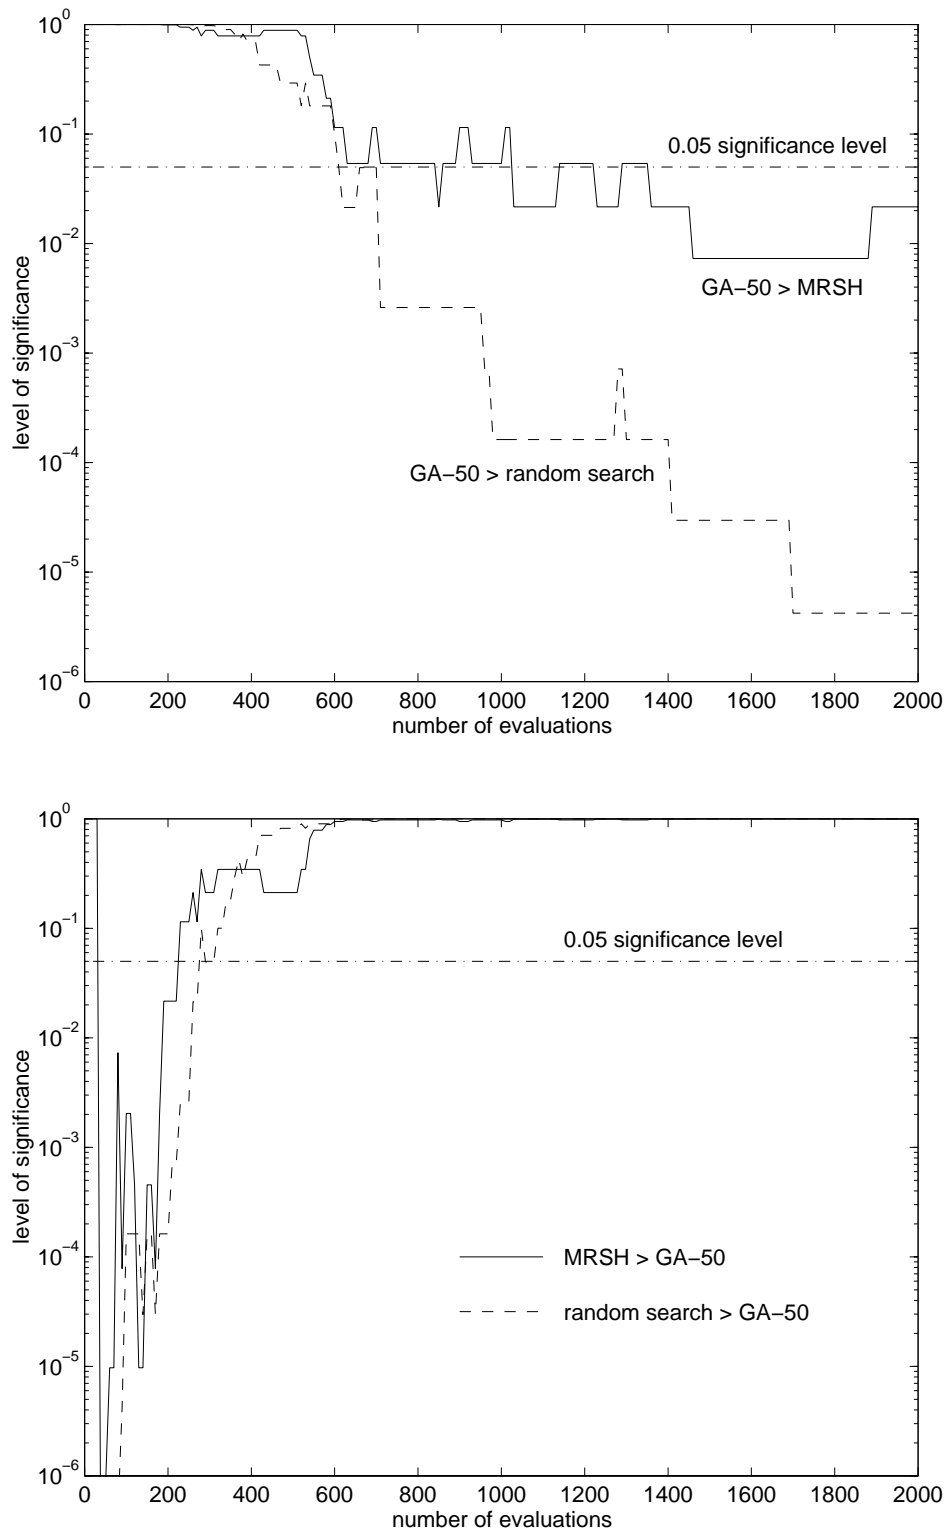 10^0
10^−1
0.05 significance level
10^−2
GA−50 > MRSH
level of significance
10^−3
10^−4
GA−50 > random search
10^−5
10^−6
0 200 400 600 800 1000 1200 1400 1600 1800 2000
number of evaluations
10^0
10^−1
0.05 significance level
10^−2
level of significance
10^−3
10^−4
MRSH > GA−50
random search > GA−50
10^−5
10^−6
0 200 400 600 800 1000 1200 1400 1600 1800 2000
number of evaluations